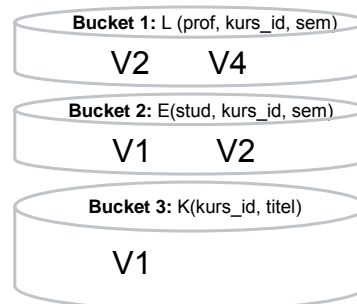 Bucket 1: L (prof, kurs_id, sem)
V2 V4
Bucket 2: E(stud, kurs_id, sem)
V1 V2
Bucket 3: K(kurs_id, titel)
V1